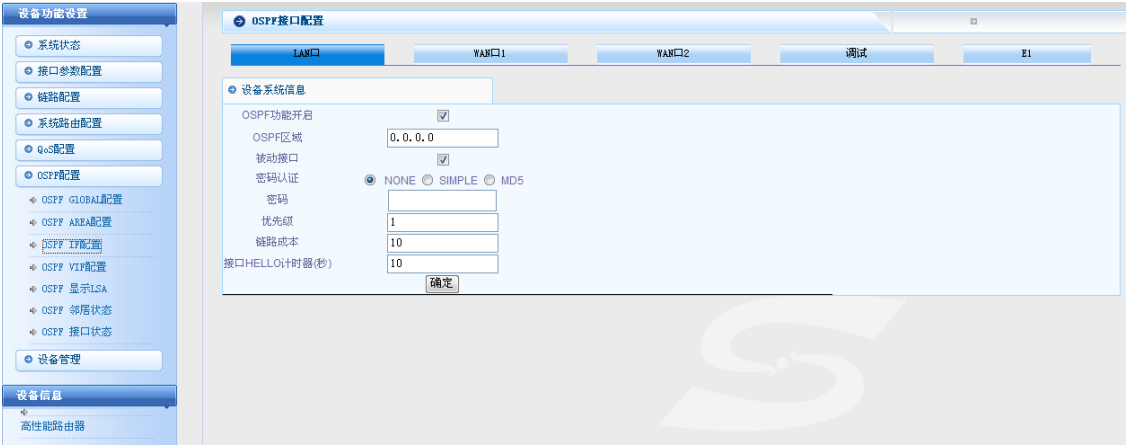 设备功能设置
系统状态
接口参数配置
链路配置
系统路由配置
QoS配置
OSPF配置
OSPF GLOBAL配置
OSPF AREA配置
OSPF IF配置
OSPF VIF配置
OSPF 显示LSA
OSPF 邻居状态
OSPF 接口状态
设备管理
设备信息
高性能路由器
OSPF接口配置
LAN口 WAN口1 WAN口2 调试 E1
设备系统信息
OSPF功能开启
OSPF区域 0.0.0.0
被动接口
密码认证 NONE SIMPLE MD5
密码
优先级 1
链路成本 10
接口HELLO计时器(秒) 10
确定